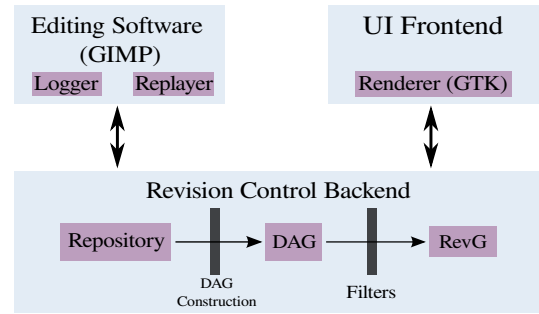 Editing Software
(GIMP)
Logger
Replayer
UI Frontend
Renderer (GTK)
Revision Control Backend
Repository
DAG
RevG
DAG
Construction
Filters